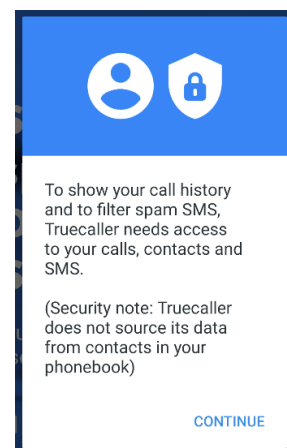 To show your call history
and to filter spam SMS,
Truecaller needs access
to your calls, contacts and
SMS.
(Security note: Truecaller
does not source its data
from contacts in your
phonebook)
CONTINUE